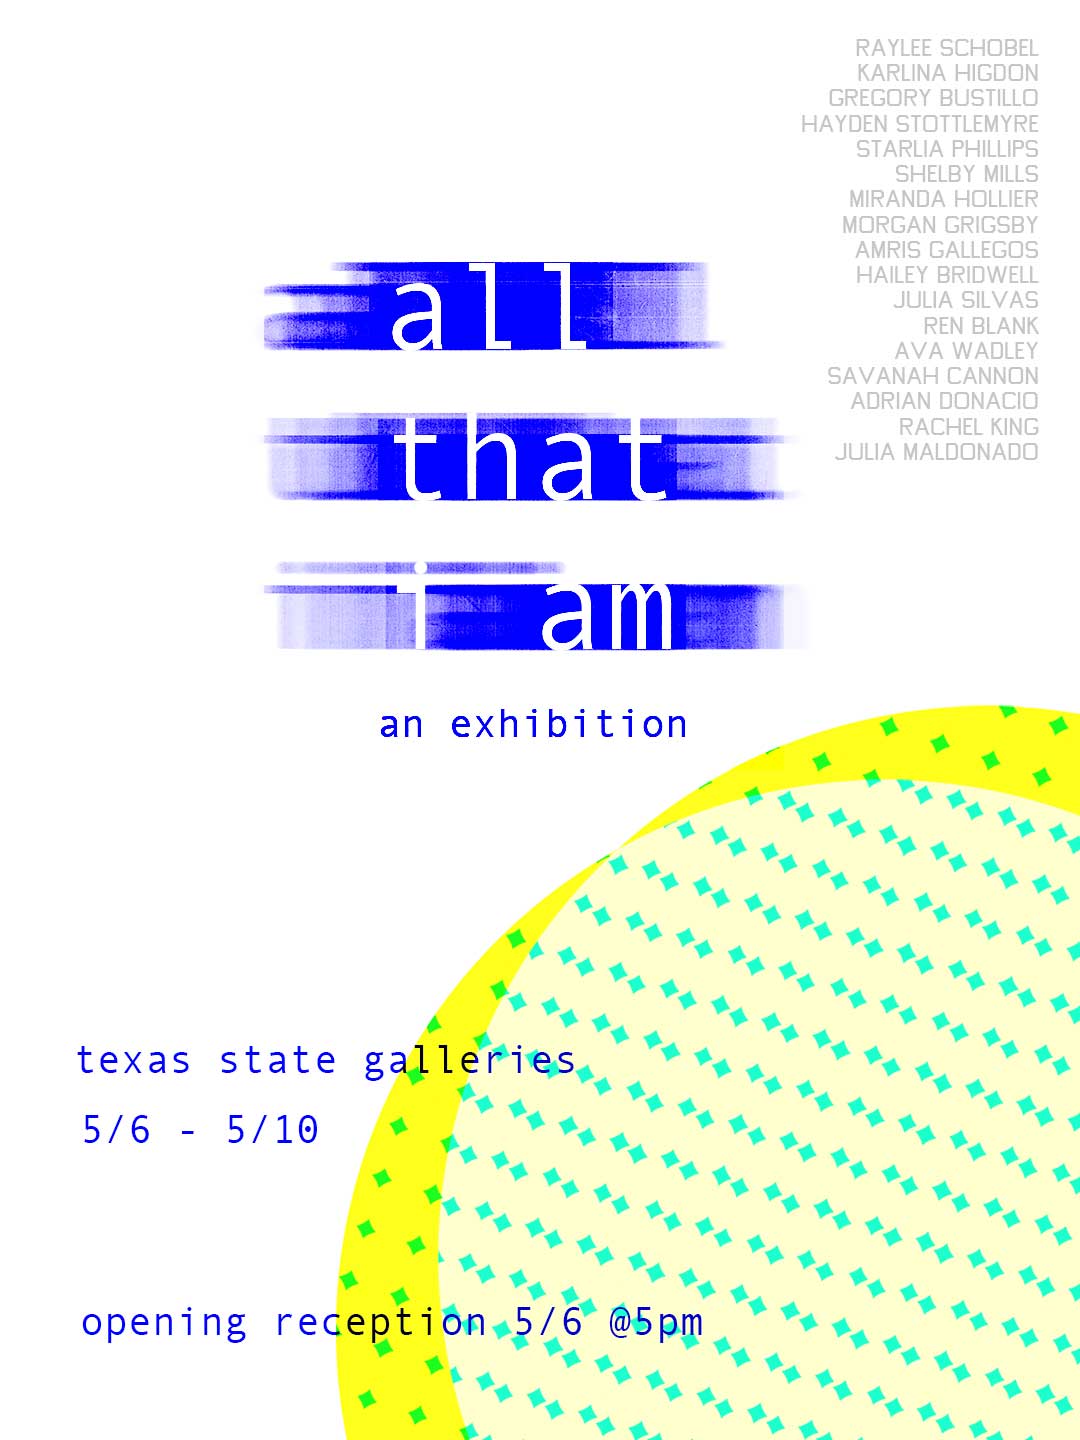 RAYLEE SCHOBEL
KARLINA HIGDON
GREGORY BUSTILLO
HAYDEN STOTTLEMYRE
STARLIA PHILLIPS
SHELBY MILLS
MIRANDA HOLLIER
MORGAN GRIGSBY
AMRIS GALLEGOS
HAILEY BRIDWELL
JULIA SILVAS
REN BLANK
AVA WADLEY
SAVANAH CANNON
ADRIAN DONACIO
RACHEL KING
JULIA MALDONADO
all
that
i am
an exhibition
texas state galleries
5/6 - 5/10
opening reception 5/6 @5pm